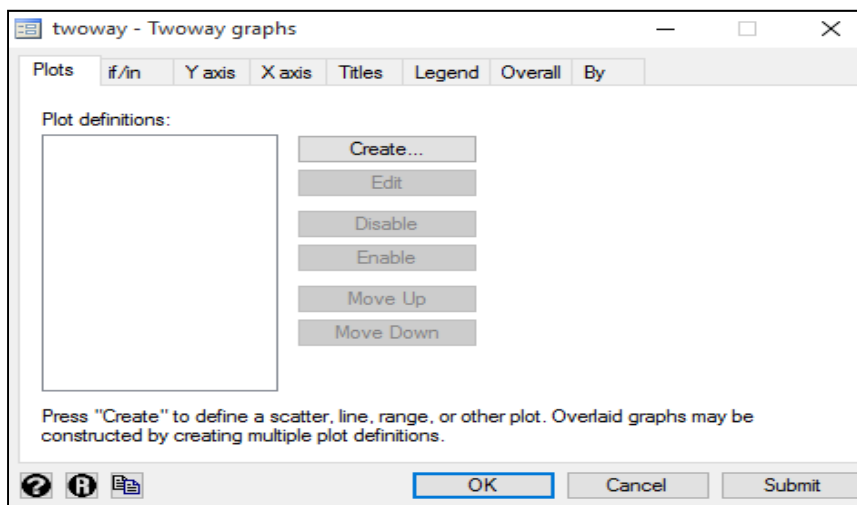 twoway - Twoway graphs
Plots if/in Y axis X axis Titles Legend Overall By
Plot definitions:
Create...
Edit
Disable
Enable
Move Up
Move Down
Press "Create" to define a scatter, line, range, or other plot. Overlaid graphs may be
constructed by creating multiple plot definitions.
? R OK Cancel Submit